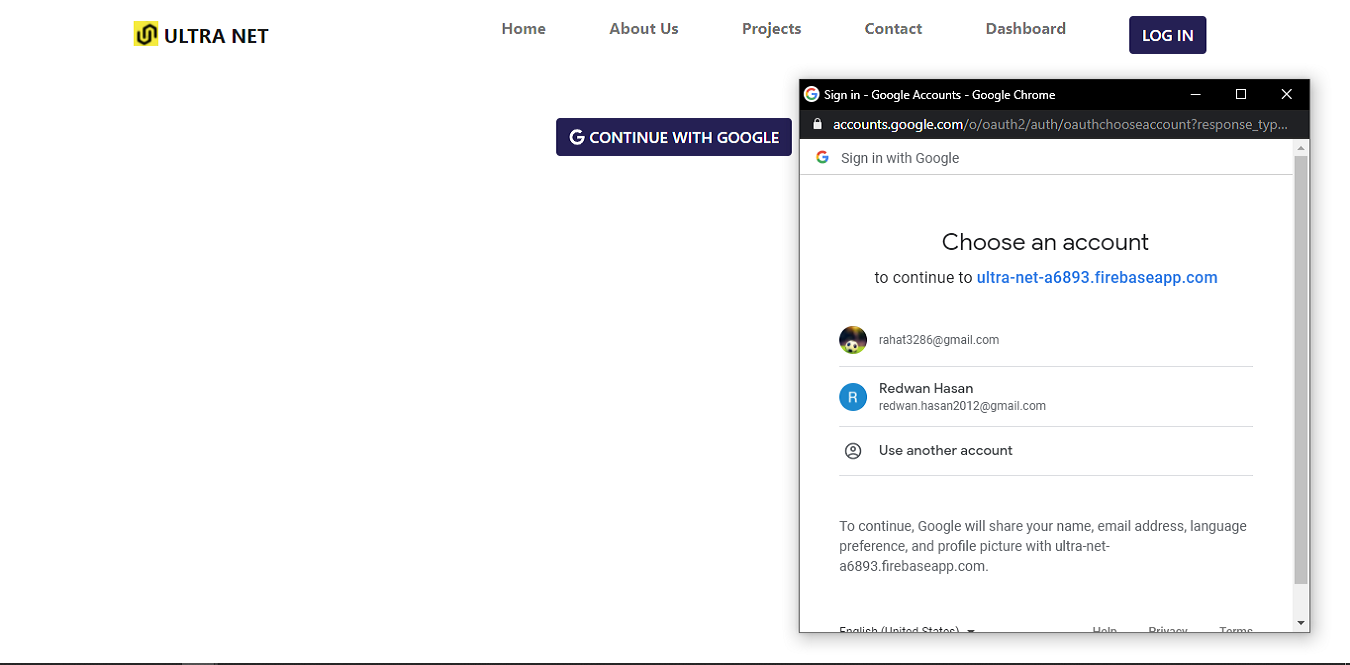 ULTRA NET
Home About Us Projects Contact Dashboard LOG IN
CONTINUE WITH GOOGLE
Sign in - Google Accounts - Google Chrome
accounts.google.com/o/oauth2/auth/oauthchooseaccount?response_typ...
Sign in with Google
Choose an account
to continue to ultra-net-a6893.firebaseapp.com
rahat3286@gmail.com
R
Redwan Hasan
redwan.hasan2012@gmail.com
Use another account
To continue, Google will share your name, email address, language
preference, and profile picture with ultra-net-
a6893.firebaseapp.com.
English (United States) Help Privacy Terms